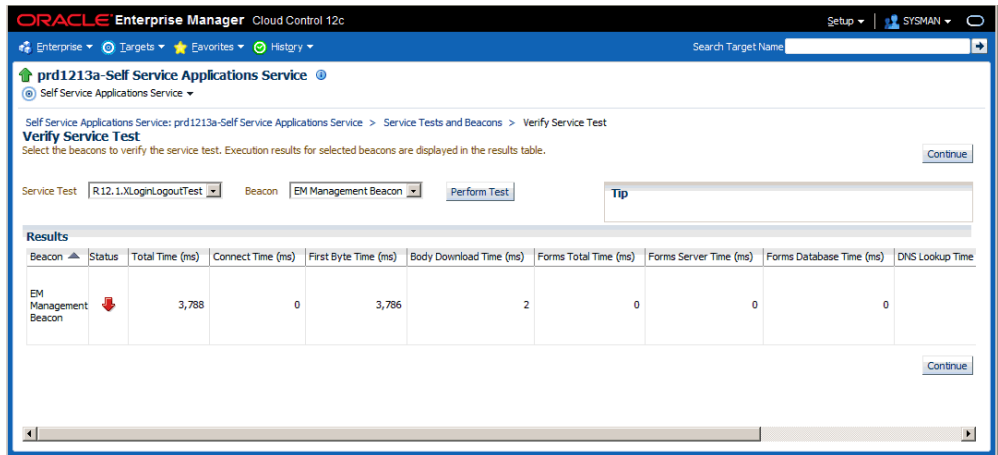 ORACLE Enterprise Manager Cloud Control 12c
Setup SYSMAN
Enterprise Targets Favorites History Search Target Name
prd1213a-Self Service Applications Service
Self Service Applications Service
Self Service Applications Service: prd1213a-Self Service Applications Service > Service Tests and Beacons > Verify Service Test
Verify Service Test
Select the beacons to verify the service test. Execution results for selected beacons are displayed in the results table.
Continue
Service Test R12.1.XLoginLogoutTest Beacon EM Management Beacon Perform Test
Tip
Results
Beacon Status Total Time (ms) Connect Time (ms) First Byte Time (ms) Body Download Time (ms) Forms Total Time (ms) Forms Server Time (ms) Forms Database Time (ms) DNS Lookup Time
EM
Management
Beacon
3,788 0 3,786 2 0 0 0
Continue